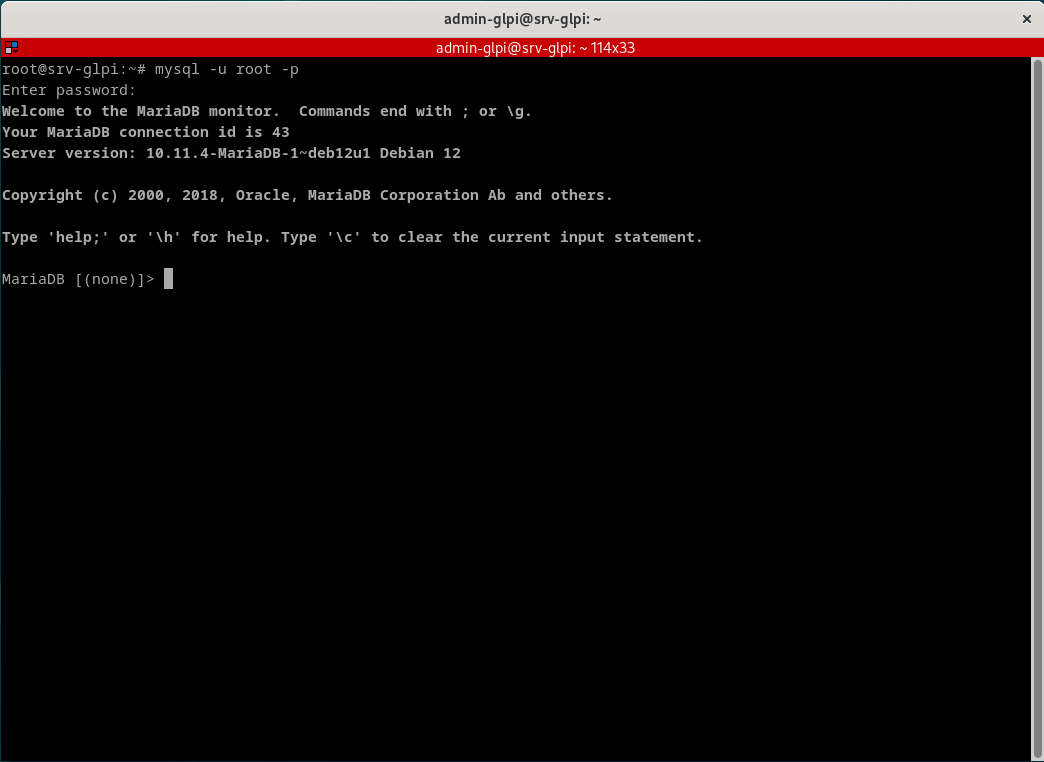 admin-glpi@srv-glpi: ~
admin-glpi@srv-glpi: ~ 114x33
root@srv-glpi:~# mysql -u root -p
Enter password:
Welcome to the MariaDB monitor.  Commands end with ; or \g.
Your MariaDB connection id is 43
Server version: 10.11.4-MariaDB-1~deb12u1 Debian 12
Copyright (c) 2000, 2018, Oracle, MariaDB Corporation Ab and others.
Type 'help;' or '\h' for help. Type '\c' to clear the current input statement.
MariaDB [(none)]>